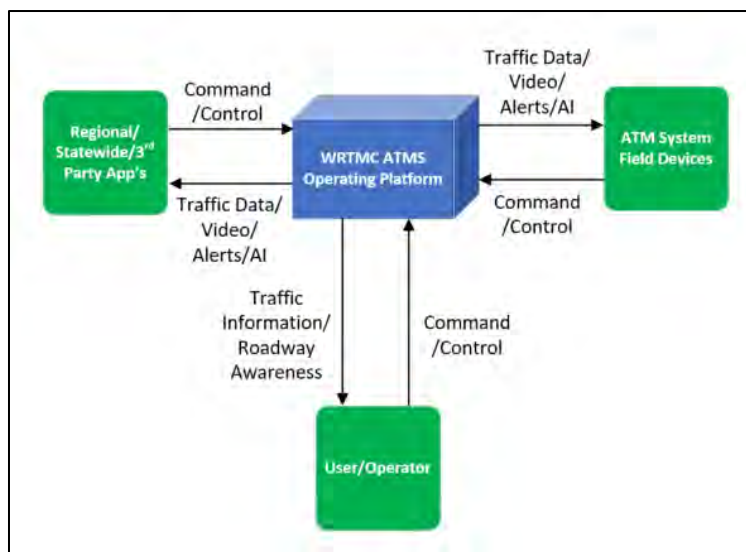 Traffic Data/
Video/
Alerts/AI
Command
/Control
Regional/
Statewide/3rd
Party App's
WRTMC ATMS
Operating Platform
ATM System
Field Devices
Traffic Data/
Video/
Alerts/AI
Command
/Control
Traffic
Information/
Roadway
Awareness
Command
/Control
User/Operator